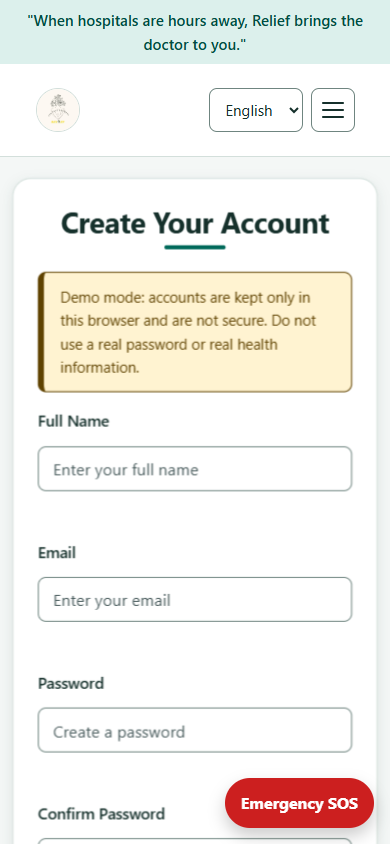 "When hospitals are hours away, Relief brings the
doctor to you."
English
Create Your Account
Demo mode: accounts are kept only in
this browser and are not secure. Do not
use a real password or real health
information.
Full Name
Enter your full name
Email
Enter your email
Password
Create a password
Confirm Password
Emergency SOS